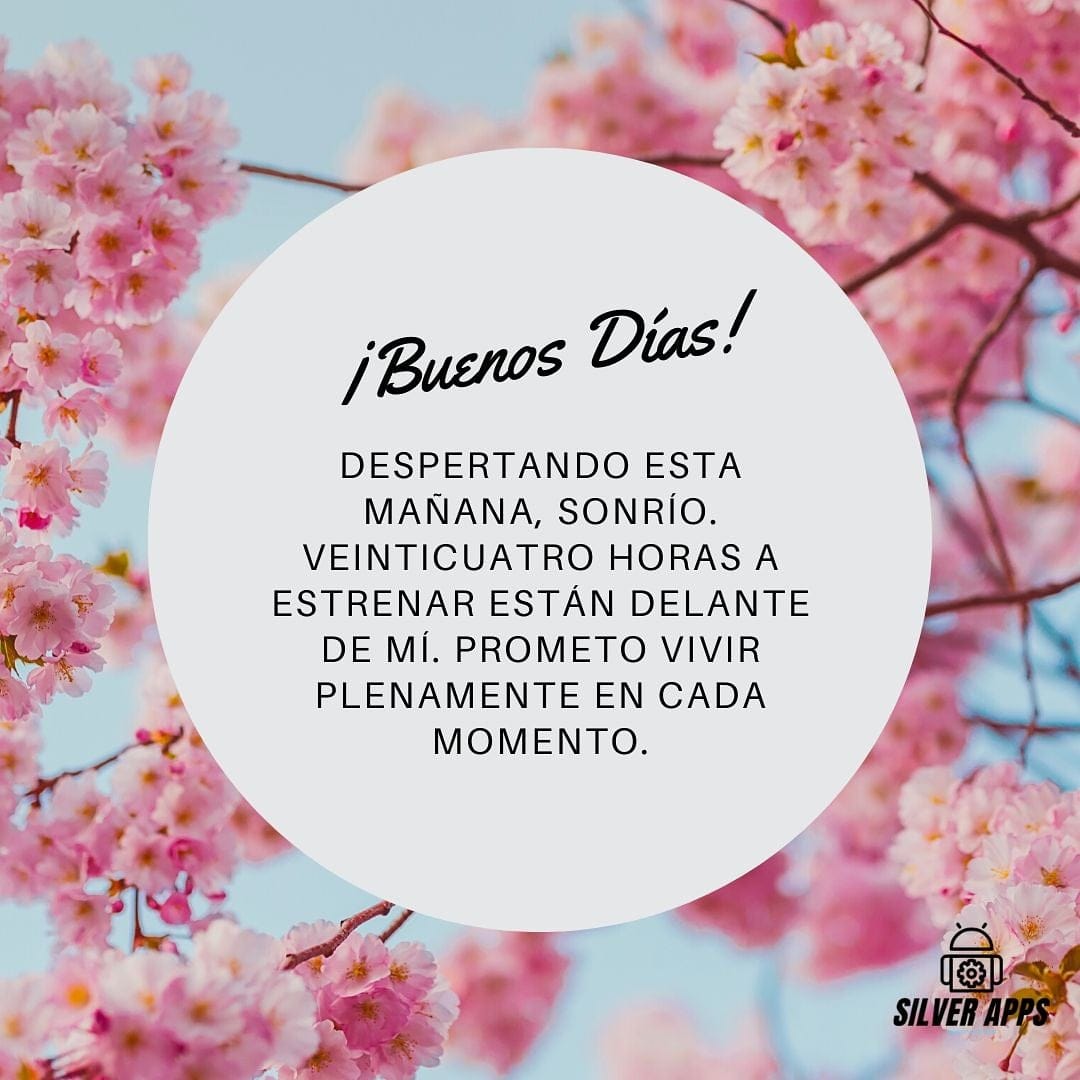 ¡Buenos Días!
DESPERTANDO ESTA
MAÑANA, SONRÍO.
VEINTICUATRO HORAS A
ESTRENAR ESTÁN DELANTE
DE MÍ. PROMETO VIVIR
PLENAMENTE EN CADA
MOMENTO.
SILVER APPS